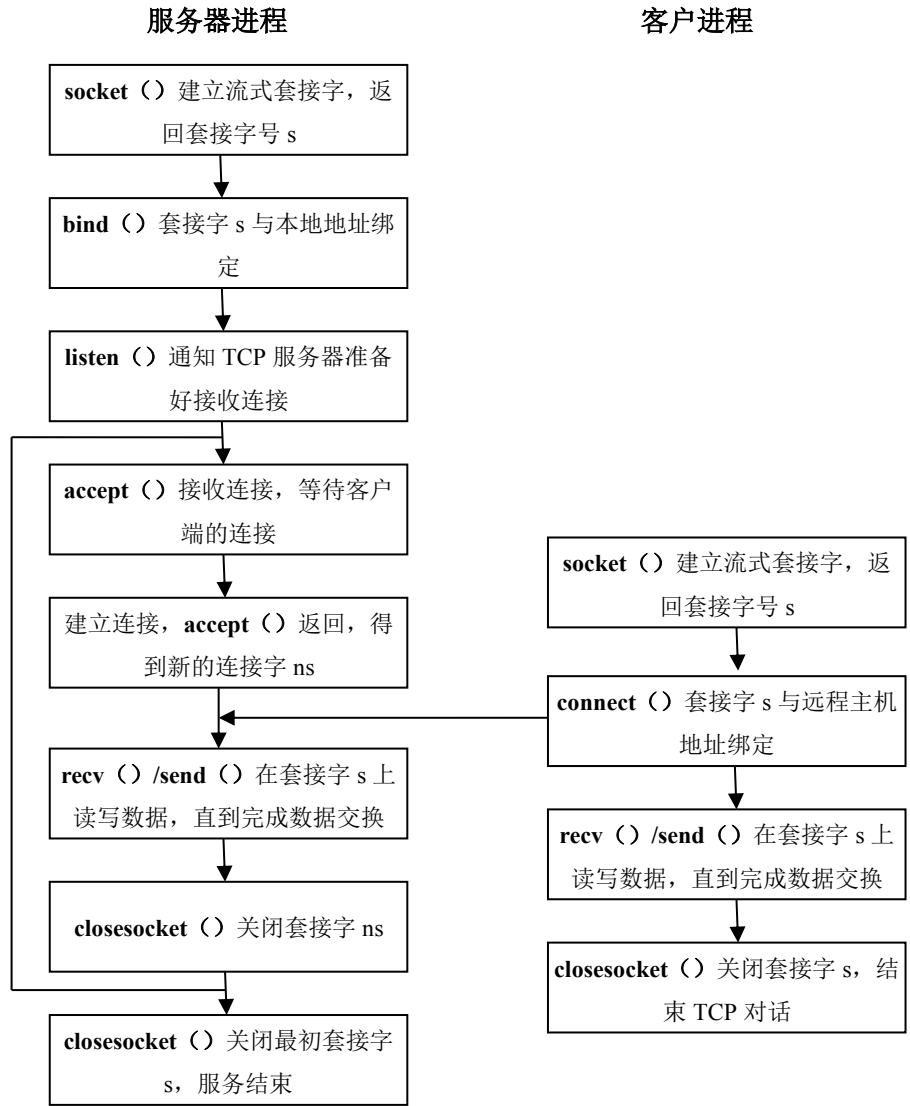 服务器进程
客户进程
socket（）建立流式套接字，返
回套接字号 s
bind（）套接字 s 与本地地址绑
定
listen（）通知 TCP 服务器准备
好接收连接
accept（）接收连接，等待客户
端的连接
建立连接，accept（）返回，得
到新的连接字 ns
recv（）/send（）在套接字 s 上
读写数据，直到完成数据交换
closesocket（）关闭套接字 ns
closesocket（）关闭最初套接字
s，服务结束
socket（）建立流式套接字，返
回套接字号 s
connect（）套接字 s 与远程主机
地址绑定
recv（）/send（）在套接字 s 上
读写数据，直到完成数据交换
closesocket（）关闭套接字 s，结
束 TCP 对话